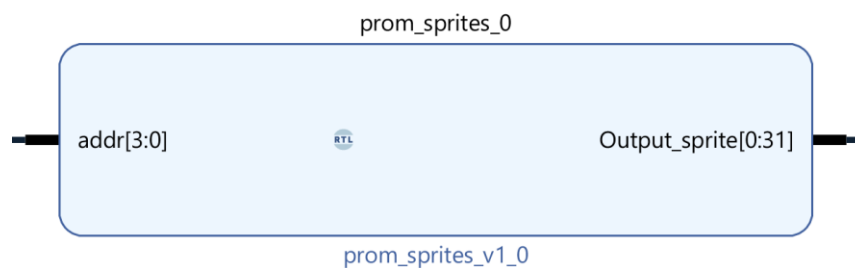 prom_sprites_0
addr[3:0]
RTL
Output_sprite[0:31]
prom_sprites_v1_0